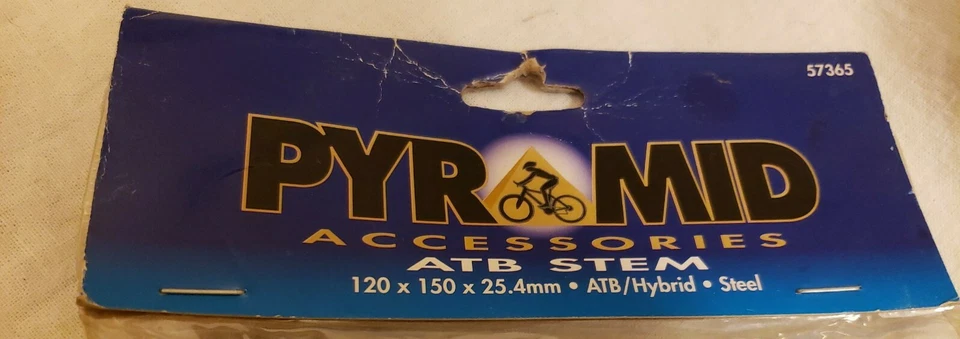 57365
PYRAMID
ACCESSORIES
ATB STEM
120 x 150 x 25.4mm • ATB/Hybrid • Steel